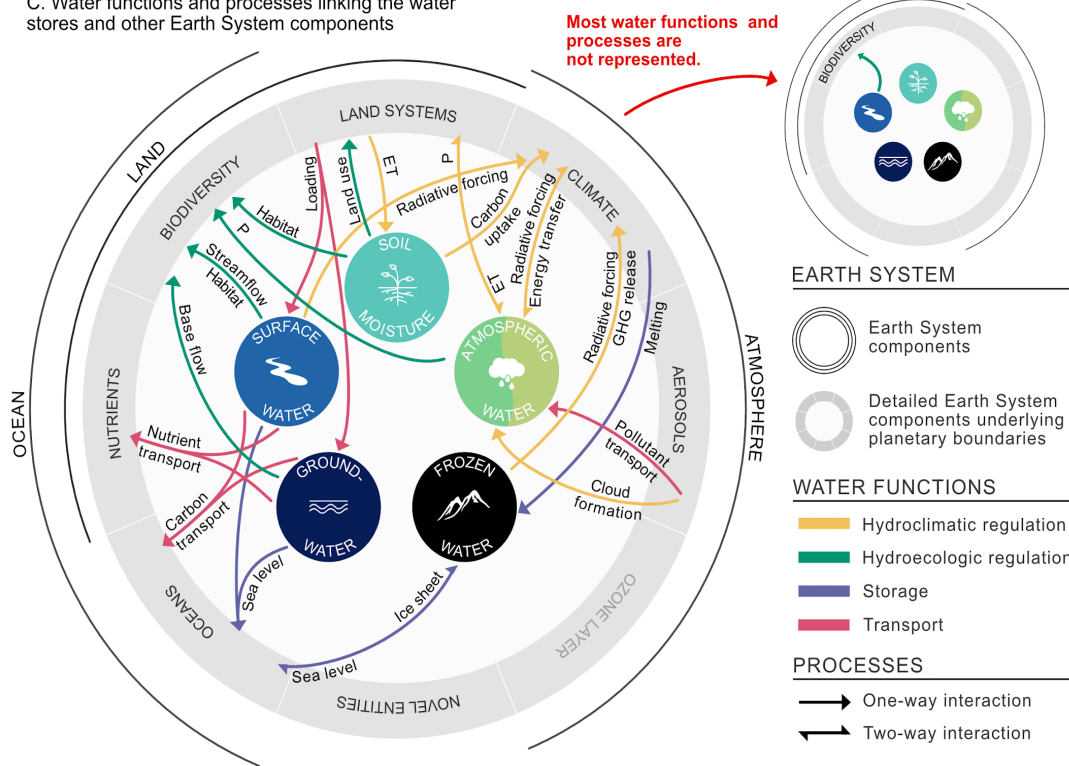 C. Water functions and processes linking the water
stores and other Earth System components
Most water functions and
processes are
not represented.
BIODIVERSITY
LAND
OCEAN
ATMOSPHERE
LAND SYSTEMS
BIODIVERSITY
CLIMATE
NUTRIENTS
AEROSOLS
OCEANS
OZONE LAYER
NOVEL ENTITIES
Loading
Land use
ET
P
Radiative forcing
Carbon
uptake
Radiative forcing
Energy transfer
ET
Habitat
P
Streamflow
Habitat
Base flow
SOIL
MOISTURE
SURFACE
WATER
ATMOSPHERIC
WATER
Radiative forcing
GHG release
Melting
Nutrient
transport
Carbon
transport
GROUND-
WATER
FROZEN
WATER
Pollutant
transport
Cloud
formation
Sea level
Ice sheet
Sea level
EARTH SYSTEM
Earth System
components
Detailed Earth System
components underlying
planetary boundaries
WATER FUNCTIONS
Hydroclimatic regulation
Hydroecologic regulation
Storage
Transport
PROCESSES
One-way interaction
Two-way interaction